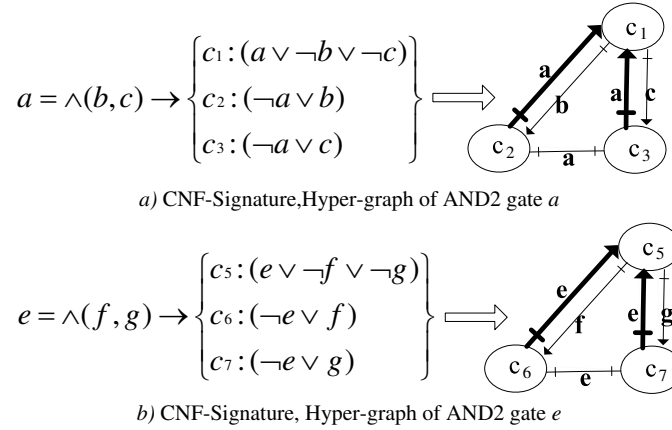 a = ∧(b,c) → { c₁:(a ∨ ¬b ∨ ¬c)
c₂:(¬a ∨ b)
c₃:(¬a ∨ c) }
c₁
a
b
a
c
c₂
a
c₃
a) CNF-Signature,Hyper-graph of AND2 gate a
e = ∧(f,g) → { c₅:(e ∨ ¬f ∨ ¬g)
c₆:(¬e ∨ f)
c₇:(¬e ∨ g) }
c₅
e
f
e
g
c₆
e
c₇
b) CNF-Signature, Hyper-graph of AND2 gate e